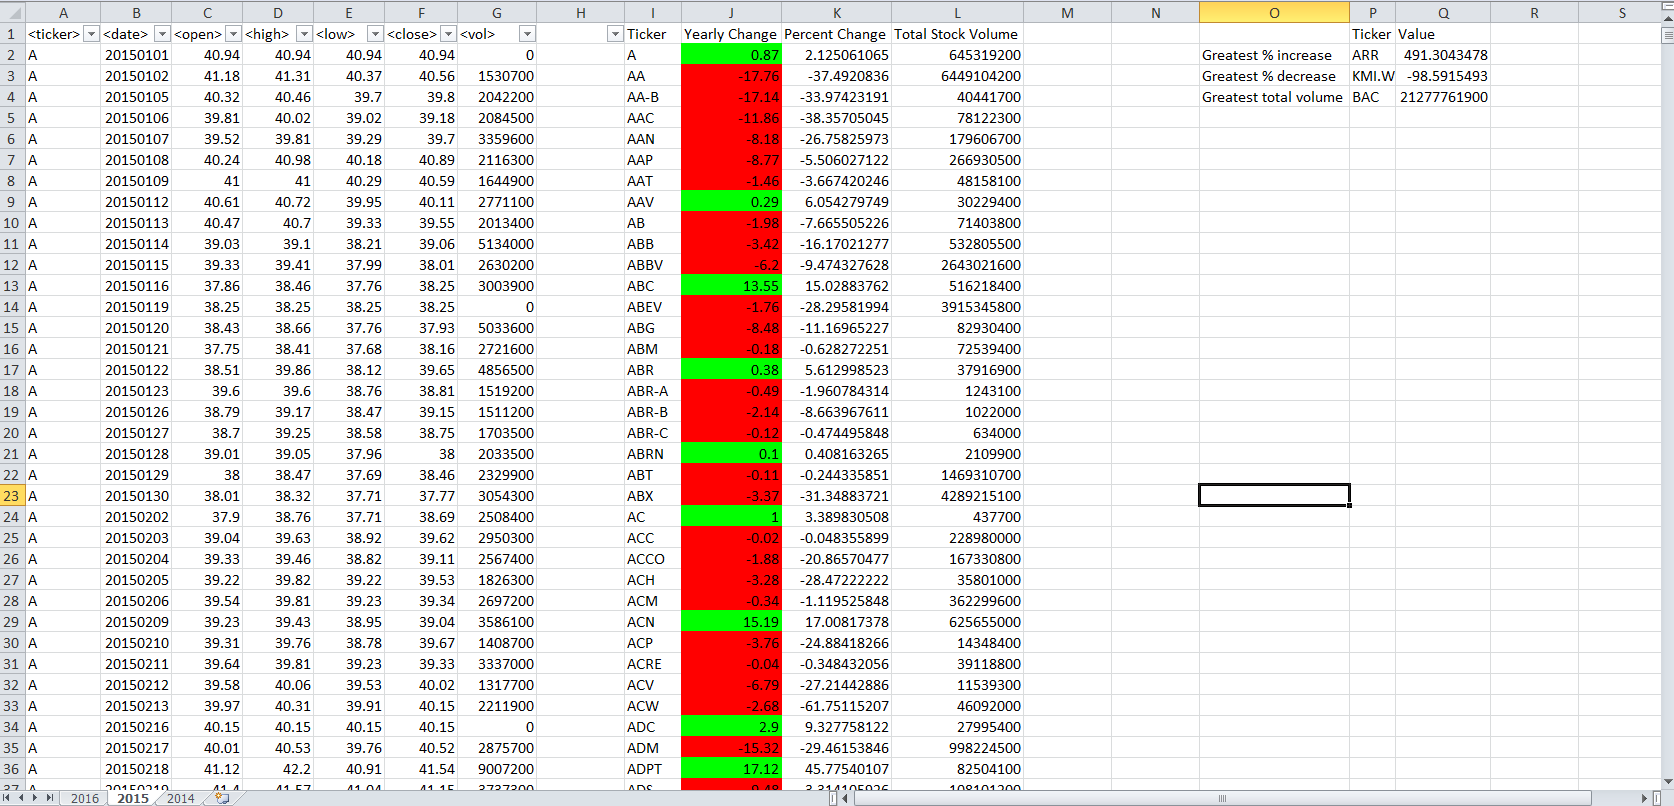 A B C D E F G H I J K L M N O P Q R S
1 <ticker> <date> <open> <high> <low> <close> <vol> Ticker Yearly Change Percent Change Total Stock Volume Ticker Value
2 A 20150101 40.94 40.94 40.94 40.94 0 A 0.87 2.125061065 645319200 Greatest % increase ARR 491.3043478
3 A 20150102 41.18 41.31 40.37 40.56 1530700 AA -17.76 -37.4920836 6449104200 Greatest % decrease KMI.W -98.5915493
4 A 20150105 40.32 40.46 39.7 39.8 2042200 AA-B -17.14 -33.97423191 40441700 Greatest total volume BAC 21277761900
5 A 20150106 39.81 40.02 39.02 39.18 2084500 AAC -11.86 -38.35705045 78122300
6 A 20150107 39.52 39.81 39.29 39.7 3359600 AAN -8.18 -26.75825973 179606700
7 A 20150108 40.24 40.98 40.18 40.89 2116300 AAP -8.77 -5.506027122 266930500
8 A 20150109 41 41 40.29 40.59 1644900 AAT -1.46 -3.667420246 48158100
9 A 20150112 40.61 40.72 39.95 40.11 2771100 AAV 0.29 6.054279749 30229400
10 A 20150113 40.47 40.7 39.33 39.55 2013400 AB -1.98 -7.665505226 71403800
11 A 20150114 39.03 39.1 38.21 39.06 5134000 ABB -3.42 -16.17021277 532805500
12 A 20150115 39.33 39.41 37.99 38.01 2630200 ABBV -6.2 -9.474327628 2643021600
13 A 20150116 37.86 38.46 37.76 38.25 3003900 ABC 13.55 15.02883762 516218400
14 A 20150119 38.25 38.25 38.25 38.25 0 ABEV -1.76 -28.29581994 3915345800
15 A 20150120 38.43 38.66 37.76 37.93 5033600 ABG -8.48 -11.16965227 82930400
16 A 20150121 37.75 38.41 37.68 38.16 2721600 ABM -0.18 -0.628272251 72539400
17 A 20150122 38.51 39.86 38.12 39.65 4856500 ABR 0.38 5.612998523 37916900
18 A 20150123 39.6 39.6 38.76 38.81 1519200 ABR-A -0.49 -1.960784314 1243100
19 A 20150126 38.79 39.17 38.47 39.15 1511200 ABR-B -2.14 -8.663967611 1022000
20 A 20150127 38.7 39.25 38.58 38.75 1703500 ABR-C -0.12 -0.474495848 634000
21 A 20150128 39.01 39.05 37.96 38 2033500 ABRN 0.1 0.408163265 2109900
22 A 20150129 38 38.47 37.69 38.46 2329900 ABT -0.11 -0.244335851 1469310700
23 A 20150130 38.01 38.32 37.71 37.77 3054300 ABX -3.37 -31.34883721 4289215100
24 A 20150202 37.9 38.76 37.71 38.69 2508400 AC 1 3.389830508 437700
25 A 20150203 39.04 39.63 38.92 39.62 2950300 ACC -0.02 -0.048355899 228980000
26 A 20150204 39.33 39.46 38.82 39.11 2567400 ACCO -1.88 -20.86570477 167330800
27 A 20150205 39.22 39.82 39.22 39.53 1826300 ACH -3.28 -28.47222222 35801000
28 A 20150206 39.54 39.81 39.23 39.34 2697200 ACM -0.34 -1.119525848 362299600
29 A 20150209 39.23 39.43 38.95 39.04 3586100 ACN 15.19 17.00817378 625655000
30 A 20150210 39.31 39.76 38.78 39.67 1408700 ACP -3.76 -24.88418266 14348400
31 A 20150211 39.64 39.81 39.23 39.33 3337000 ACRE -0.04 -0.348432056 39118800
32 A 20150212 39.58 40.06 39.53 40.02 1317700 ACV -6.79 -27.21442886 11539300
33 A 20150213 39.97 40.31 39.91 40.15 2211900 ACW -2.68 -61.75115207 46092000
34 A 20150216 40.15 40.15 40.15 40.15 0 ADC 2.9 9.327758122 27995400
35 A 20150217 40.01 40.53 39.76 40.52 2875700 ADM -15.32 -29.46153846 998224500
36 A 20150218 41.12 42.2 40.91 41.54 9007200 ADPT 17.12 45.77540107 82504100
2016 2015 2014